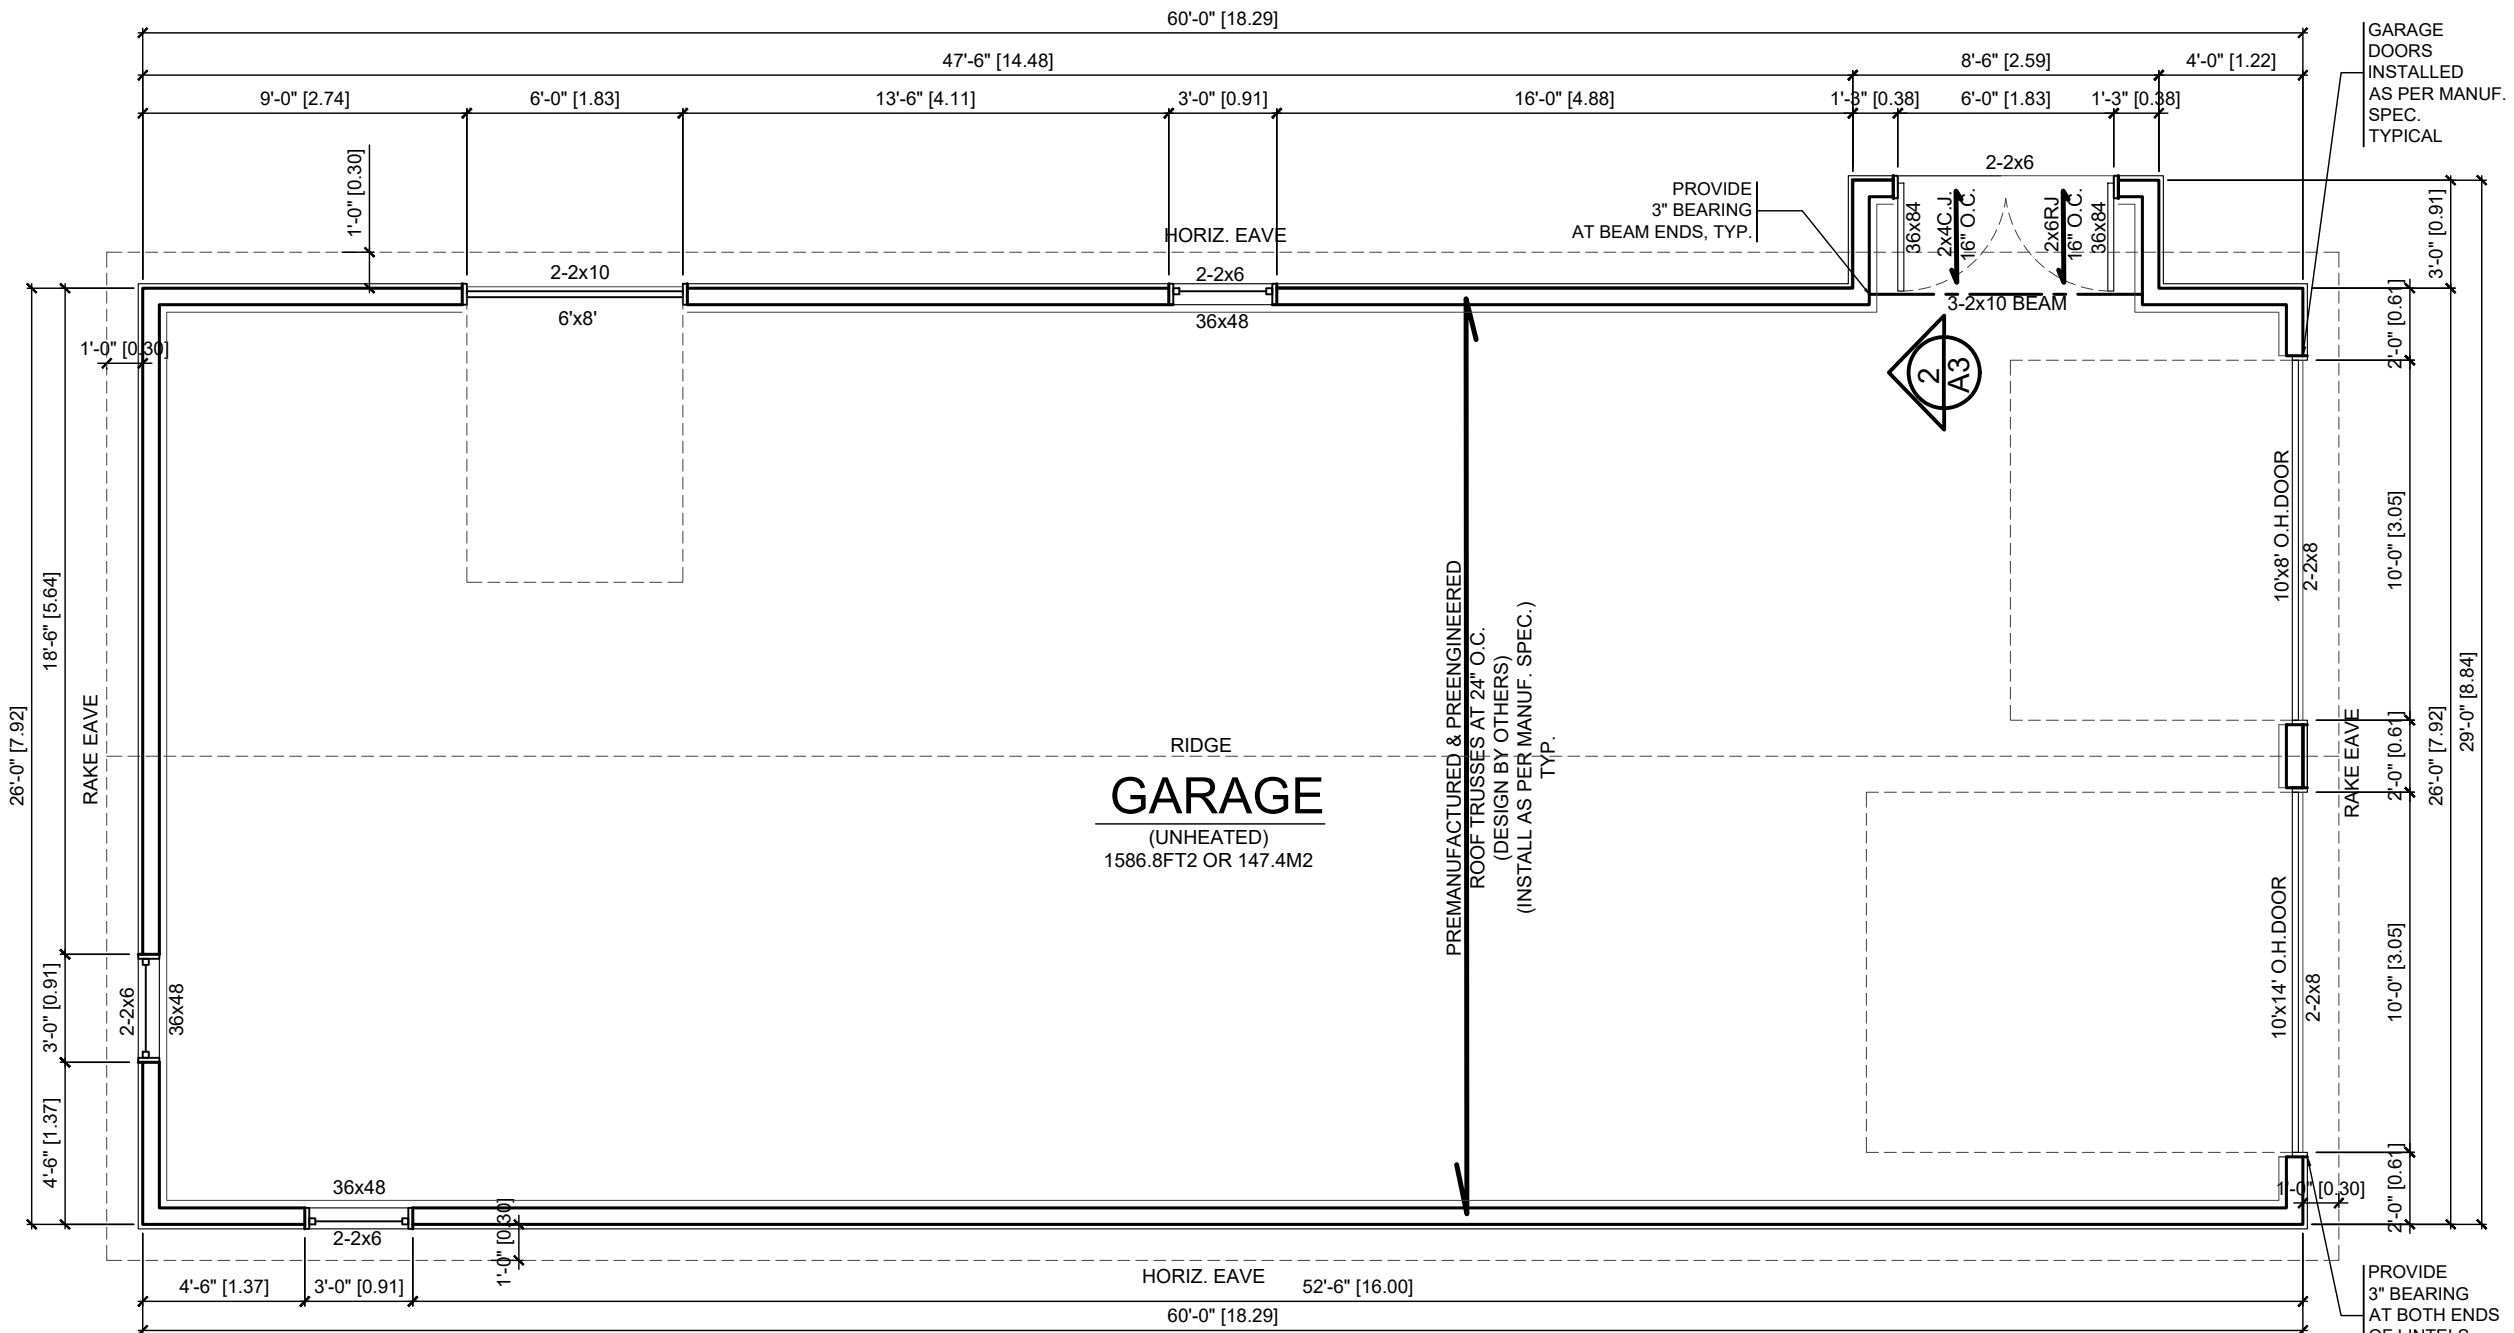 60'-0" [18.29]
47'-6" [14.48]
8'-6" [2.59]
4'-0" [1.22]
9'-0" [2.74]
6'-0" [1.83]
13'-6" [4.11]
3'-0" [0.91]
16'-0" [4.88]
1'-3" [0.38]
6'-0" [1.83]
1'-3" [0.38]
GARAGE
DOORS
INSTALLED
AS PER MANUF.
SPEC.
TYPICAL
1'-0" [0.30]
2-2x6
PROVIDE
3" BEARING
AT BEAM ENDS, TYP.
36x84
2x4C.J.
16" O.C.
2x6RJ
16" O.C.
36x84
3'-0" [0.91]
HORIZ. EAVE
2-2x10
2-2x6
6'x8'
36x48
3-2x10 BEAM
2'-0" [0.61]
1'-0" [0.30]
2
A3
10'x8' O.H.DOOR
2-2x8
10'-0" [3.05]
18'-6" [5.64]
26'-0" [7.92]
RAKE EAVE
PREMANUFACTURED & PREENGINEERED
ROOF TRUSSES AT 24" O.C.
(DESIGN BY OTHERS)
(INSTALL AS PER MANUF. SPEC.)
TYP.
RIDGE
GARAGE
(UNHEATED)
1586.8FT2 OR 147.4M2
RAKE EAVE
2'-0" [0.61]
26'-0" [7.92]
29'-0" [8.84]
3'-0" [0.91]
2-2x6
36x48
10'x14' O.H.DOOR
2-2x8
10'-0" [3.05]
4'-6" [1.37]
36x48
2-2x6
1'-0" [0.30]
1'-0" [0.30]
2'-0" [0.61]
HORIZ. EAVE
4'-6" [1.37]
3'-0" [0.91]
52'-6" [16.00]
60'-0" [18.29]
PROVIDE
3" BEARING
AT BOTH ENDS
OF LINTELS